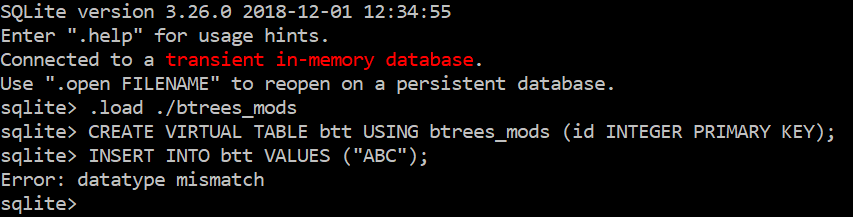 SQLite version 3.26.0 2018-12-01 12:34:55
Enter ".help" for usage hints.
Connected to a transient in-memory database.
Use ".open FILENAME" to reopen on a persistent database.
sqlite> .load ./btrees_mods
sqlite> CREATE VIRTUAL TABLE btt USING btrees_mods (id INTEGER PRIMARY KEY);
sqlite> INSERT INTO btt VALUES ("ABC");
Error: datatype mismatch
sqlite>